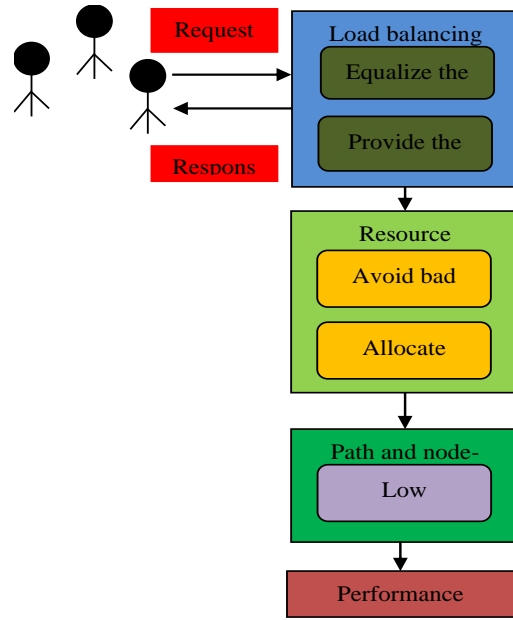 Request
Load balancing
Equalize the
Provide the
Respons
Resource
Avoid bad
Allocate
Path and node-
Low
Performance